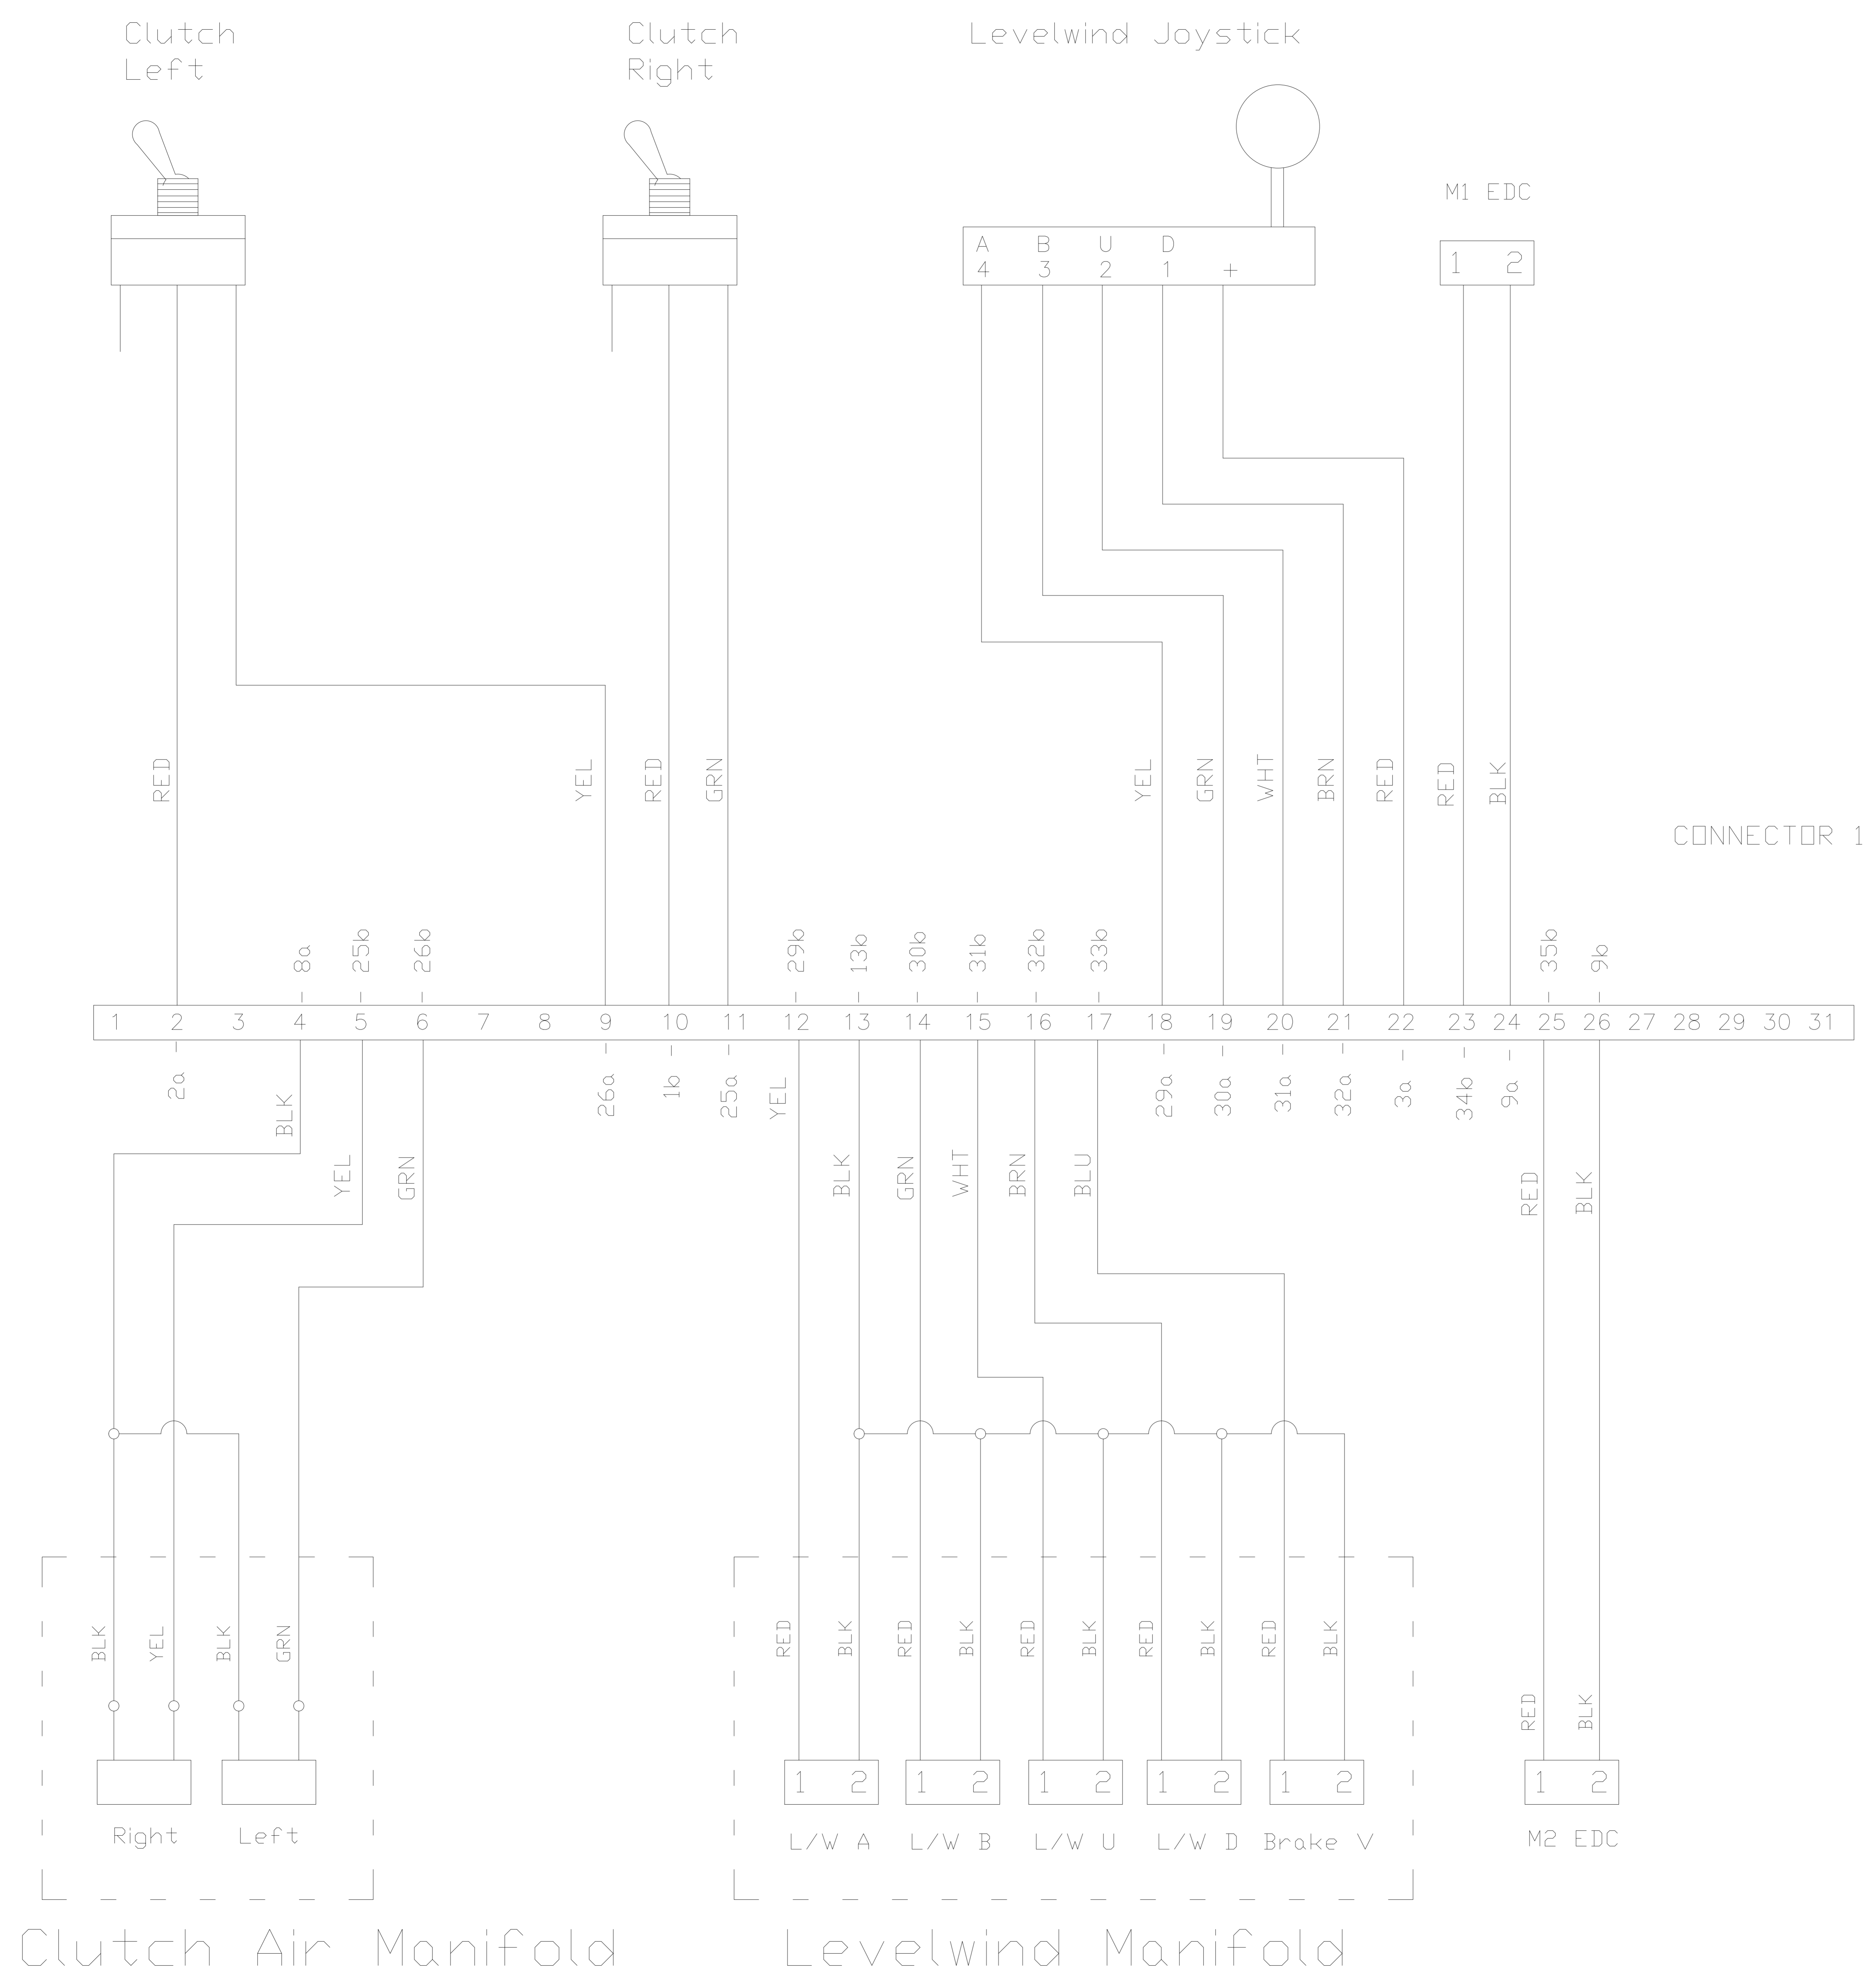 Clutch
Left
Clutch
Right
Levelwind Joystick
M1 EDC
A B U D
4 3 2 1 +
1 2
RED
YEL
RED
GRN
YEL
GRN
WHT
BRN
RED
RED
BLK
CONNECTOR 1
8a
25b
26b
29b
13b
30b
31b
32b
33b
35b
9b
1 2 3 4 5 6 7 8 9 10 11 12 13 14 15 16 17 18 19 20 21 22 23 24 25 26 27 28 29 30 31
2a
26a
1b
25a
29a
30a
31a
32a
3a
34b
9a
BLK
YEL
GRN
YEL
BLK
GRN
WHT
BRN
BLU
RED
BLK
BLK
YEL
BLK
GRN
RED
BLK
RED
BLK
RED
BLK
RED
BLK
RED
BLK
RED
BLK
1 2
1 2
1 2
1 2
1 2
1 2
Right
Left
L/W A
L/W B
L/W U
L/W D
Brake V
M2 EDC
Clutch Air Manifold
Levelwind Manifold